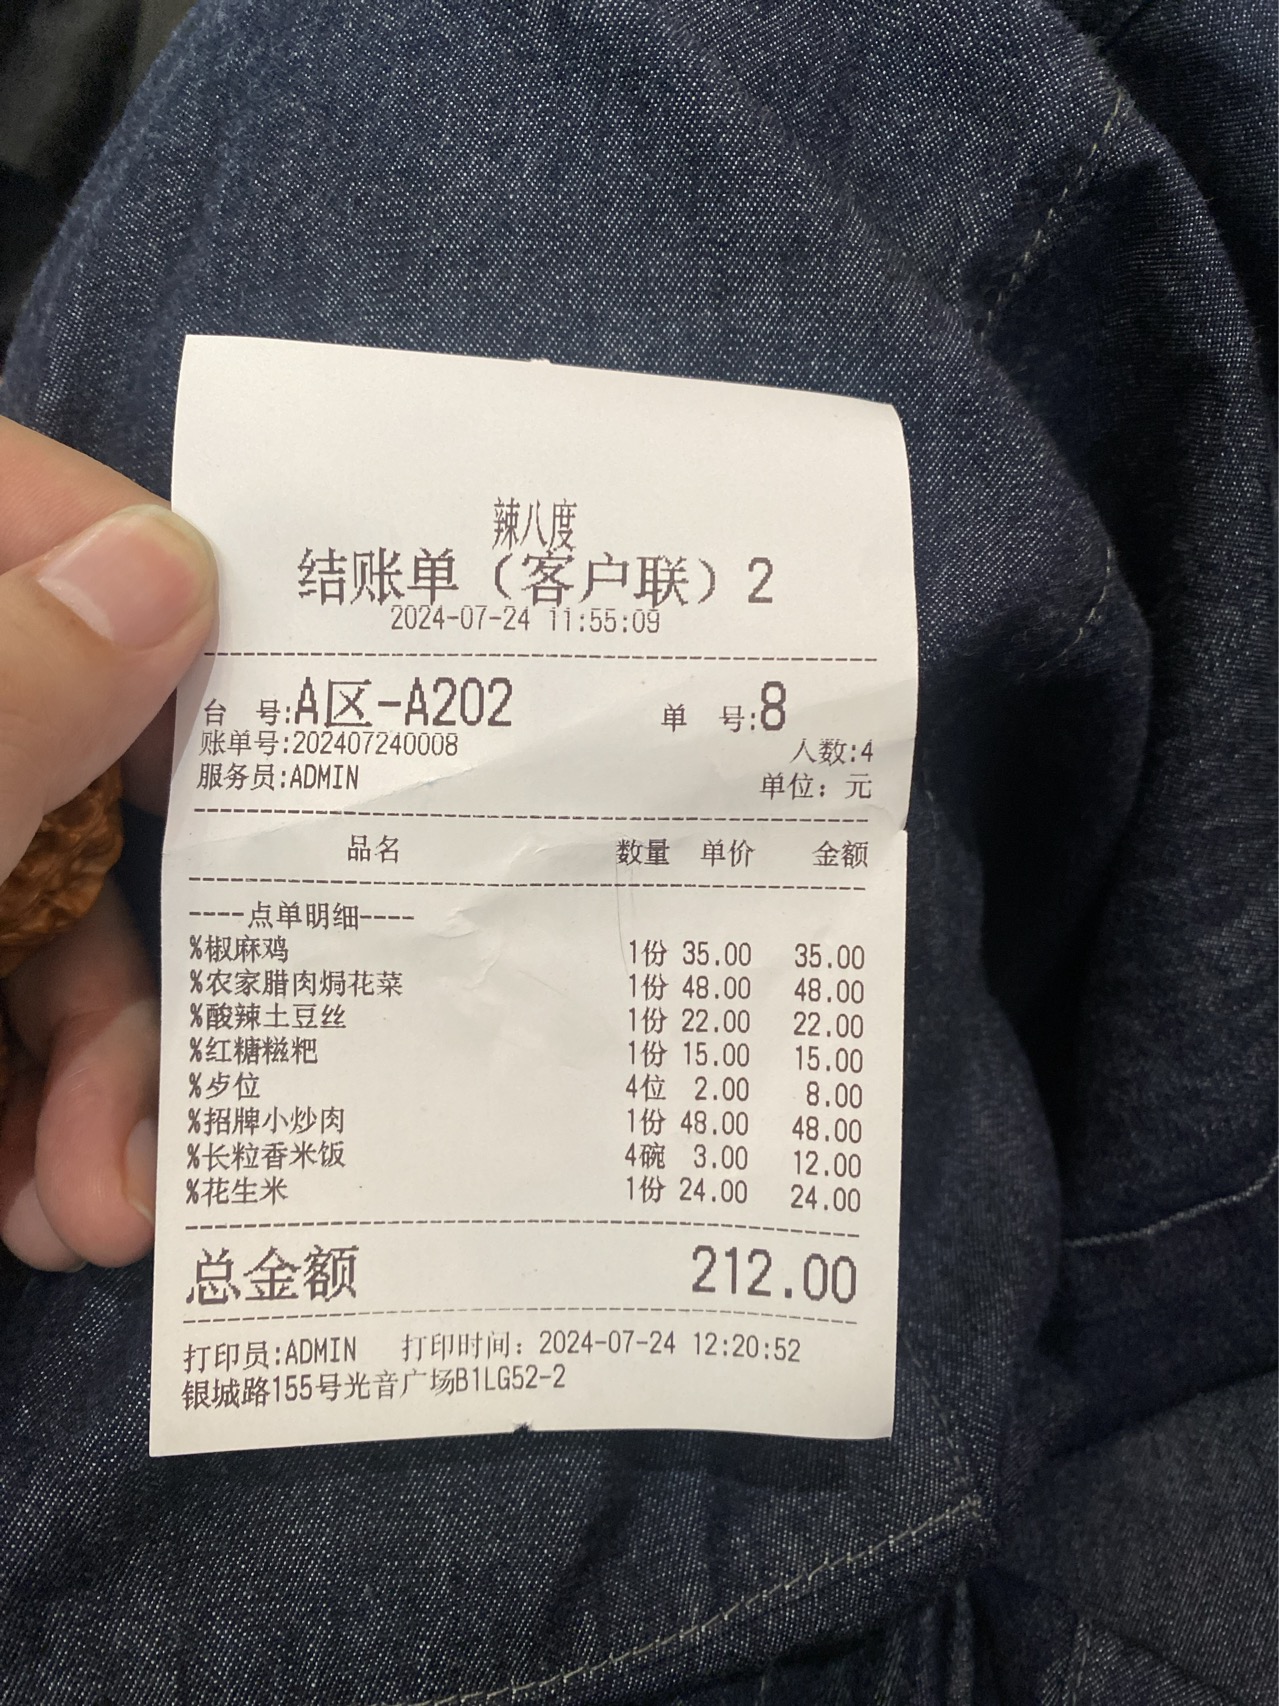 辣八度
结账单（客户联）2
2024-07-24 11:55:09
台 号:A区-A202 单 号:8
账单号:202407240008 人数:4
服务员:ADMIN 单位：元
品名 数量 单价 金额
----点单明细----
%椒麻鸡 1份 35.00 35.00
%农家腊肉焗花菜 1份 48.00 48.00
%酸辣土豆丝 1份 22.00 22.00
%红糖糍粑 1份 15.00 15.00
%歺位 4位 2.00 8.00
%招牌小炒肉 1份 48.00 48.00
%长粒香米饭 4碗 3.00 12.00
%花生米 1份 24.00 24.00
总金额 212.00
打印员:ADMIN 打印时间：2024-07-24 12:20:52
银城路155号光音广场B1LG52-2